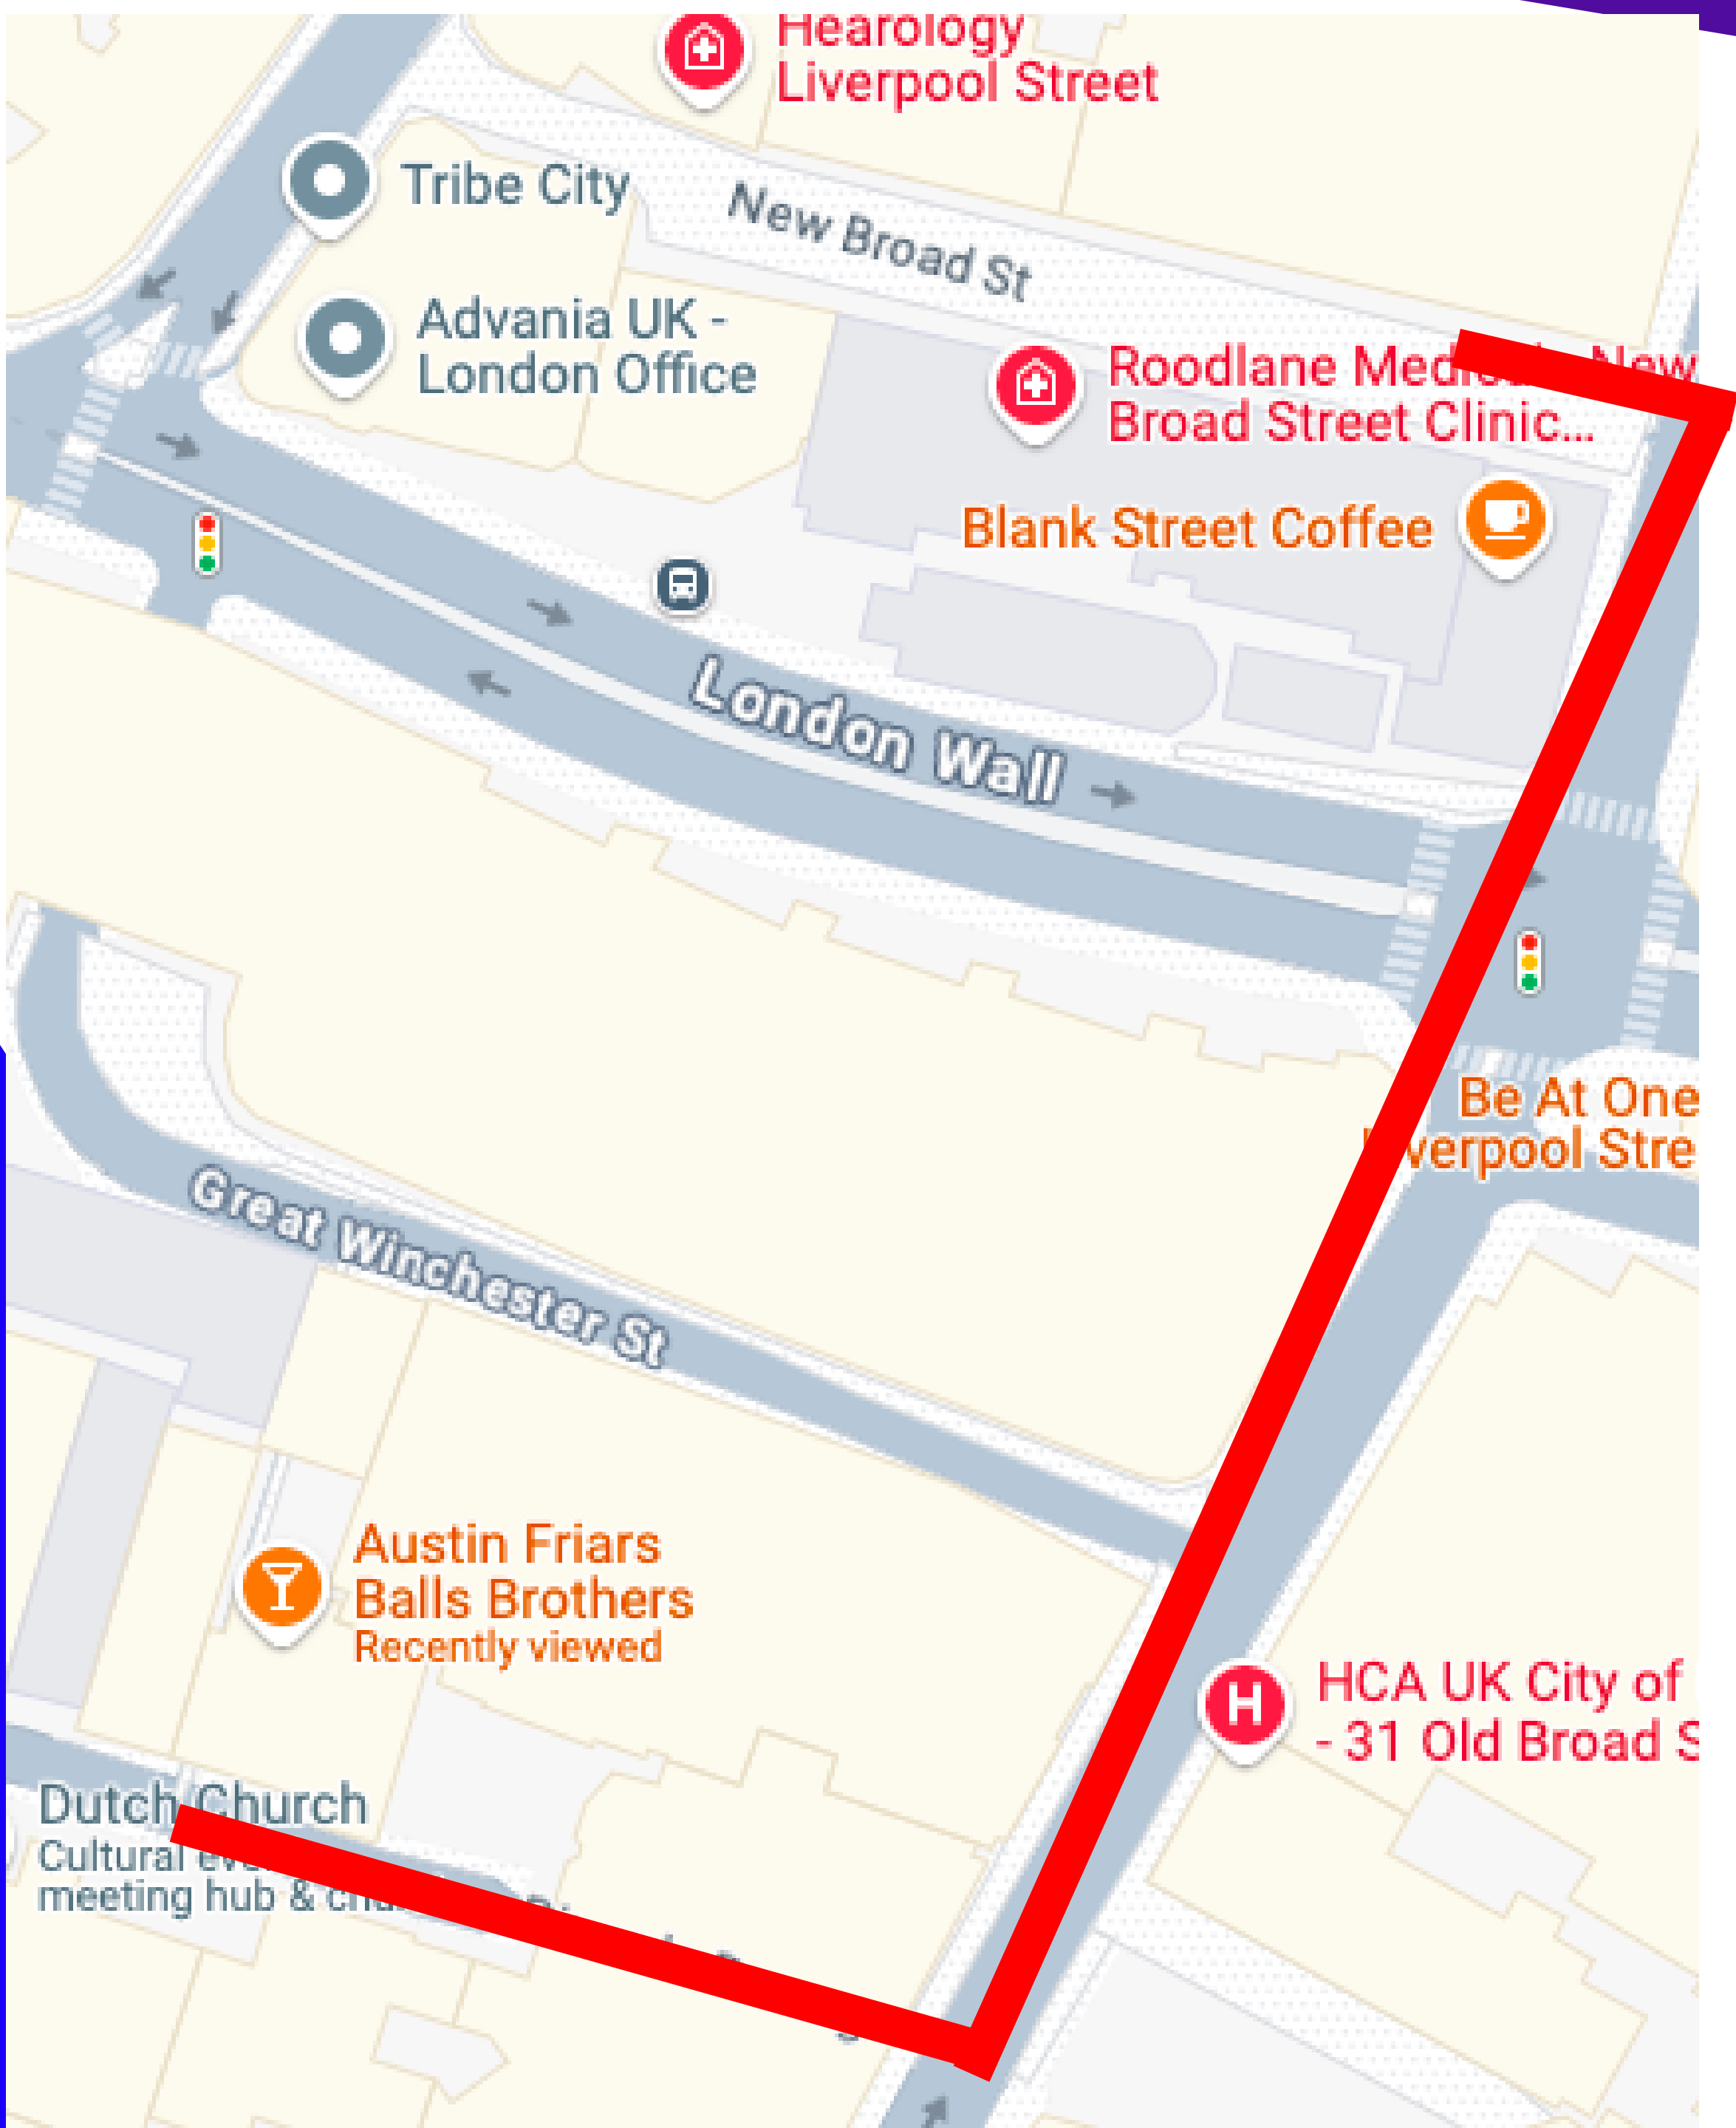 Hearology
Liverpool Street
Tribe City
New Broad St
Advania UK -
London Office
Roodlane New
Broad Street Clinic...
Blank Street Coffee
London Wall
Be At One
Stre
Great Winchester St
Austin Friars
Balls Brothers
Recently viewed
HCA UK City of
- 31 Old Broad S
Dutch Church
Cultural
meeting hub &